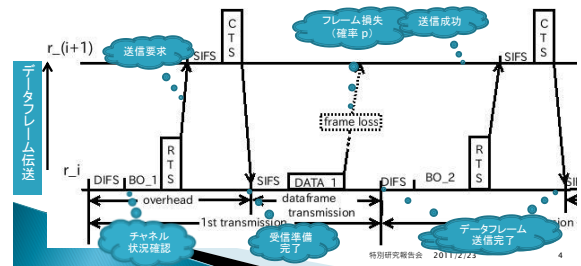 r_(i+1)
送信要求
SIFS
CTS
フレーム損失
(確率 p)
送信成功
SIFS
CTS
データフレーム伝送
frame loss
RTS
RTS
r_i
DIFS
BO_1
SIFS
DATA_1
DIFS
BO_2
overhead
dataframe
transmission
1st transmission
チャネル
状況確認
受信準備
完了
データフレーム
送信完了
特別研究報告会 2011/2/23
4